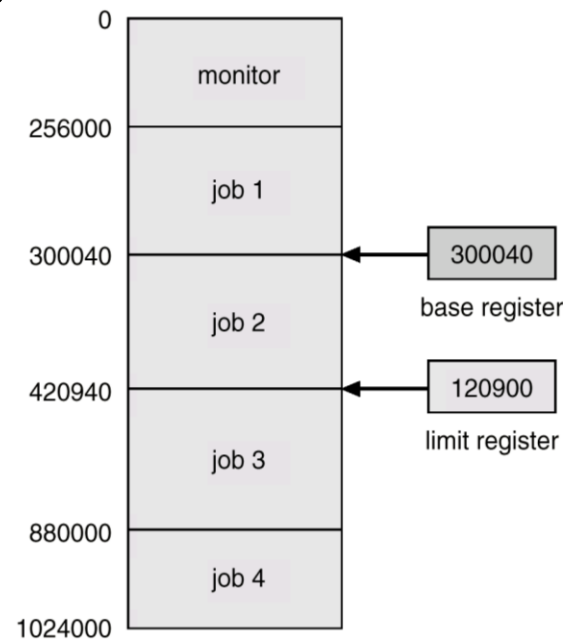 0
monitor
256000
job 1
300040
300040
base register
job 2
420940
120900
limit register
job 3
880000
job 4
1024000